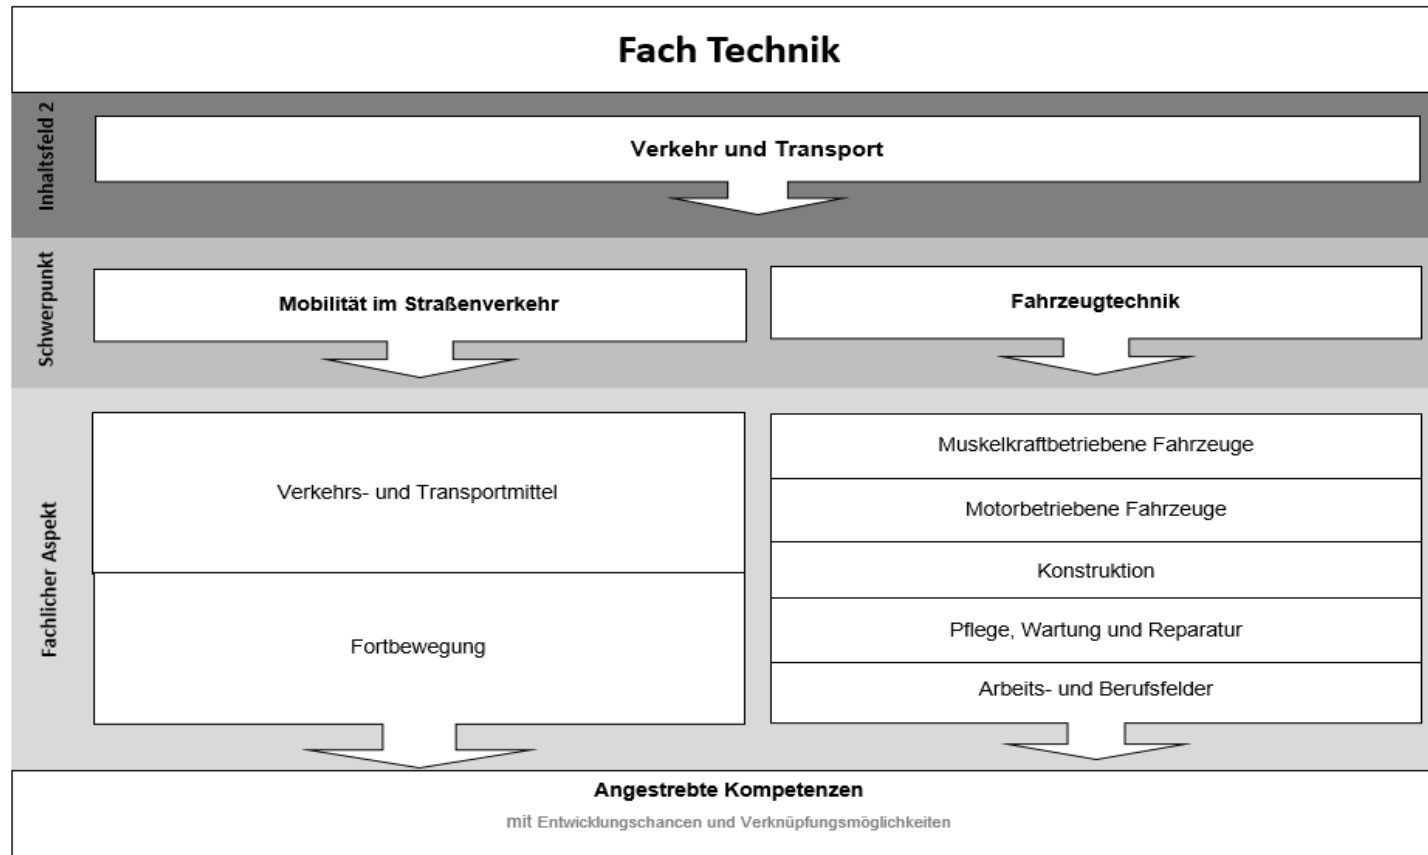 Fach Technik
Inhaltsfeld 2
Verkehr und Transport
Schwerpunkt
Mobilität im Straßenverkehr
Fahrzeugtechnik
Fachlicher Aspekt
Verkehrs- und Transportmittel
Fortbewegung
Muskelkraftbetriebene Fahrzeuge
Motorbetriebene Fahrzeuge
Konstruktion
Pflege, Wartung und Reparatur
Arbeits- und Berufsfelder
Angestrebte Kompetenzen
mit Entwicklungschancen und Verknüpfungsmöglichkeiten